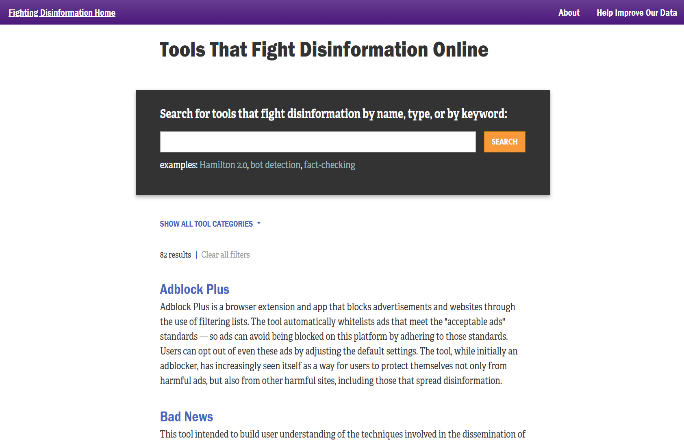 Fighting Disinformation Home About Help Improve Our Data
Tools That Fight Disinformation Online
Search for tools that fight disinformation by name, type, or by keyword:
SEARCH
examples: Hamilton 2.0, bot detection, fact-checking
SHOW ALL TOOL CATEGORIES
82 results | Clear all filters
Adblock Plus
Adblock Plus is a browser extension and app that blocks advertisements and websites through
the use of filtering lists. The tool automatically whitelists ads that meet the "acceptable ads"
standards — so ads can avoid being blocked on this platform by adhering to those standards.
Users can opt out of even these ads by adjusting the default settings. The tool, while initially an
adblocker, has increasingly seen itself as a way for users to protect themselves not only from
harmful ads, but also from other harmful sites, including those that spread disinformation.
Bad News
This tool intended to build user understanding of the techniques involved in the dissemination of